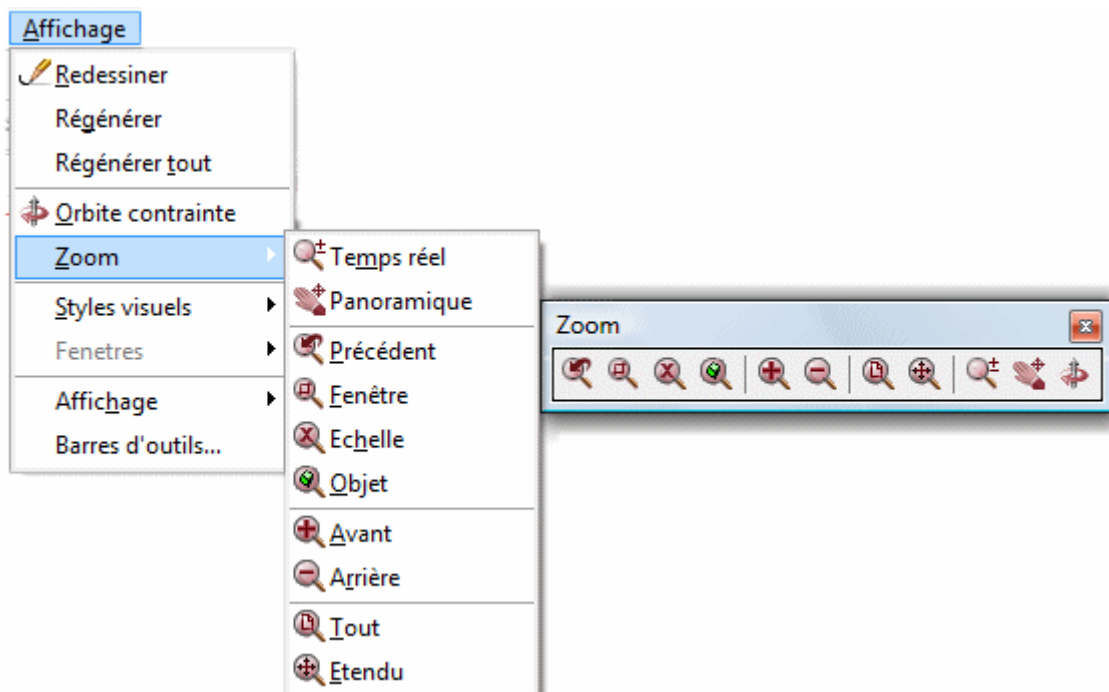 Affichage
Redessiner
Régénérer
Régénérer tout
Orbite contrainte
Zoom
Styles visuels
Fenetres
Affichage
Barres d'outils...
Temps réel
Panoramique
Précédent
Fenêtre
Echelle
Objet
Avant
Arrière
Tout
Etendu
Zoom